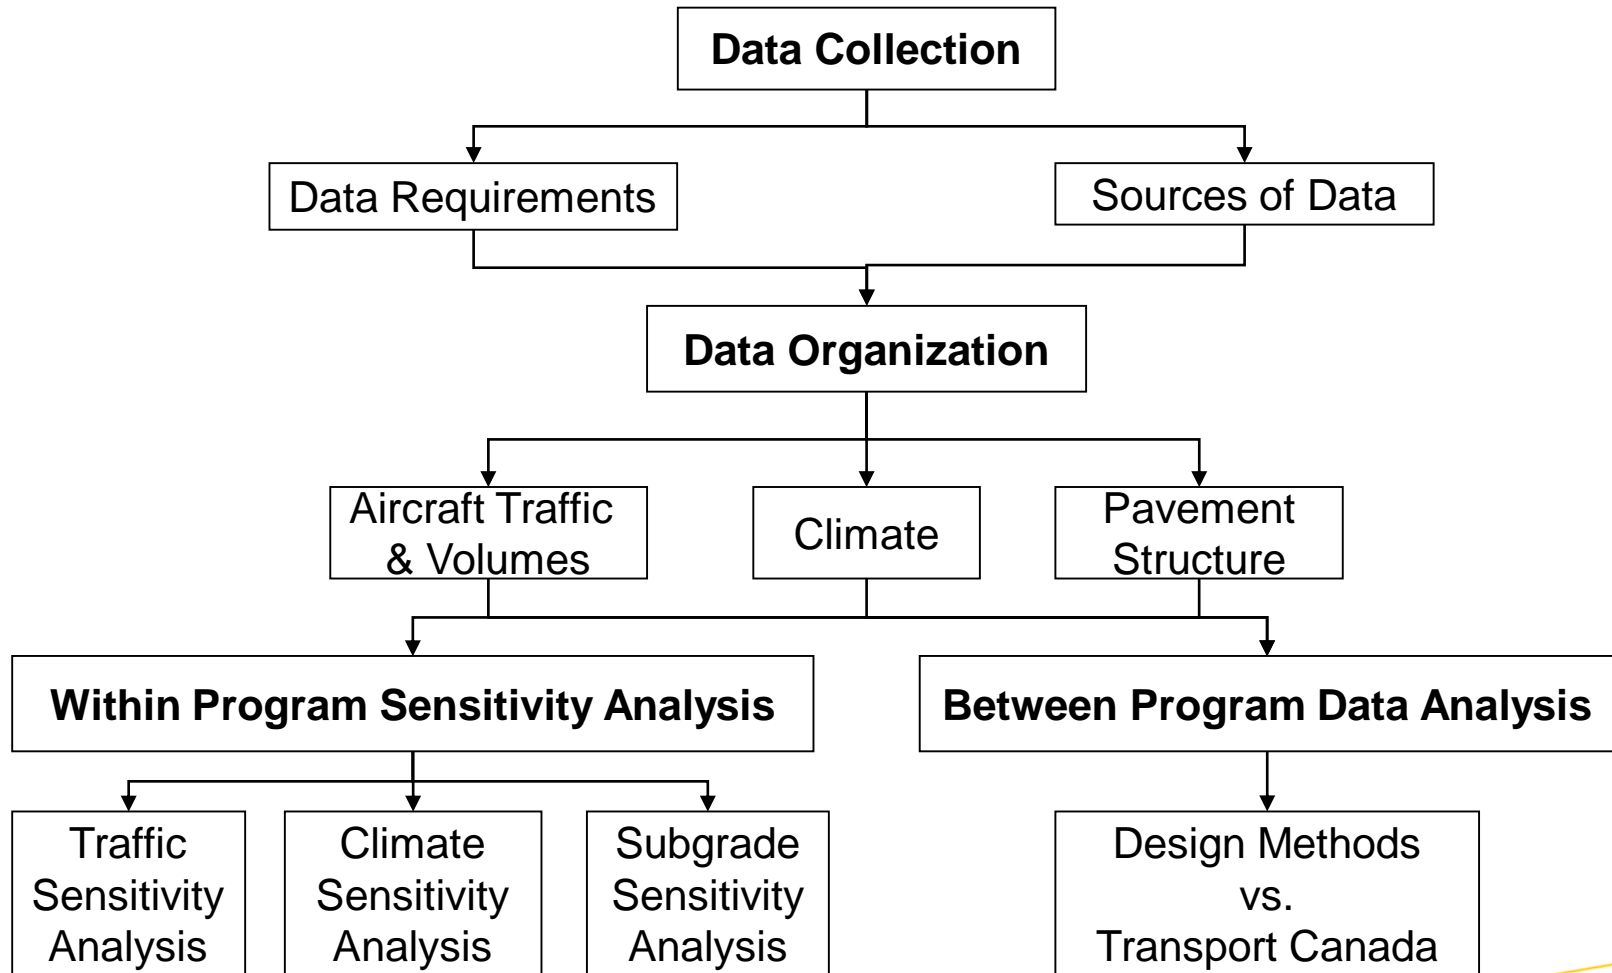 Data Collection
Data Requirements
Sources of Data
Data Organization
Aircraft Traffic
& Volumes
Climate
Pavement
Structure
Within Program Sensitivity Analysis
Between Program Data Analysis
Traffic
Sensitivity
Analysis
Climate
Sensitivity
Analysis
Subgrade
Sensitivity
Analysis
Design Methods
vs.
Transport Canada